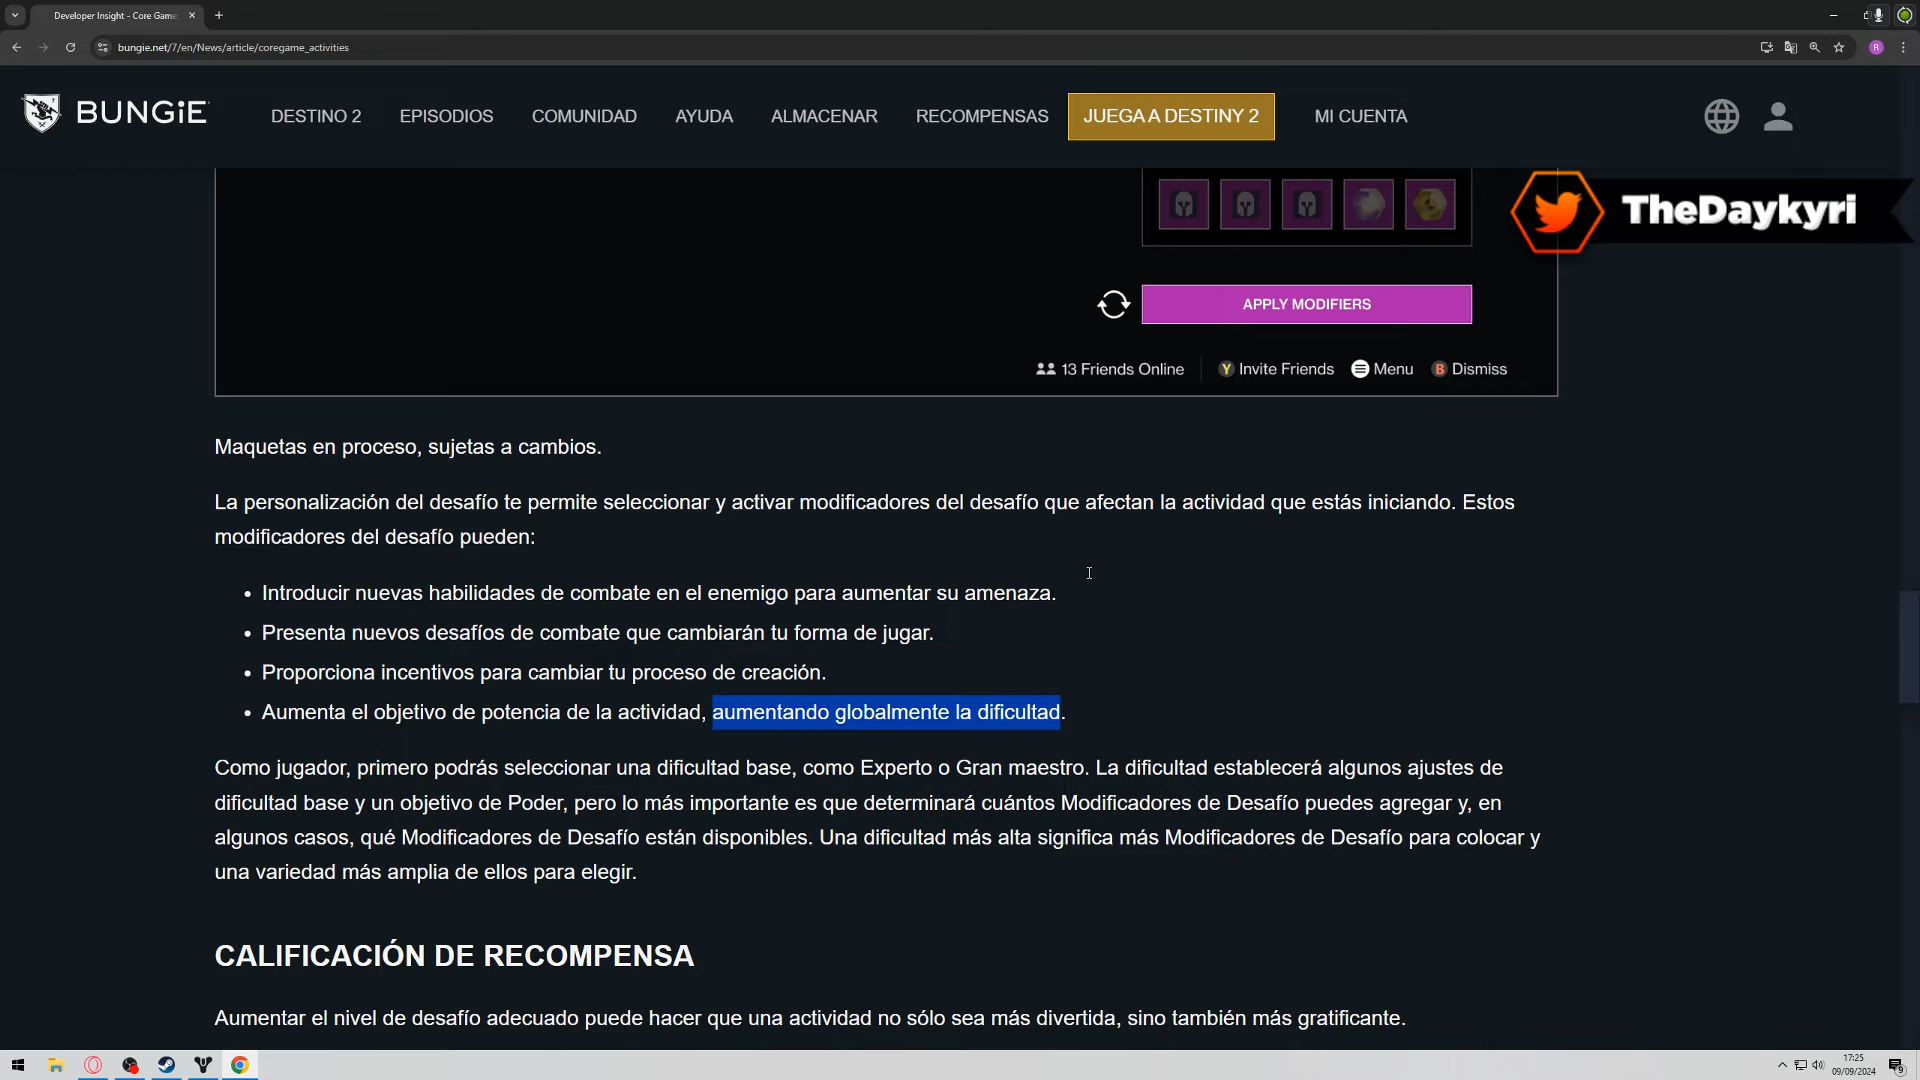 Developer Insight - Core Game
bungie.net/7/en/News/article/coregame_activities
R
BUNGiE
DESTINO 2
EPISODIOS
COMUNIDAD
AYUDA
ALMACENAR
RECOMPENSAS
JUEGA A DESTINY 2
MI CUENTA
TheDaykyri
APPLY MODIFIERS
13 Friends Online
Y Invite Friends
Menu
B Dismiss
Maquetas en proceso, sujetas a cambios.
La personalización del desafío te permite seleccionar y activar modificadores del desafío que afectan la actividad que estás iniciando. Estos
modificadores del desafío pueden:
• Introducir nuevas habilidades de combate en el enemigo para aumentar su amenaza.
• Presenta nuevos desafíos de combate que cambiarán tu forma de jugar.
• Proporciona incentivos para cambiar tu proceso de creación.
• Aumenta el objetivo de potencia de la actividad, aumentando globalmente la dificultad.
Como jugador, primero podrás seleccionar una dificultad base, como Experto o Gran maestro. La dificultad establecerá algunos ajustes de
dificultad base y un objetivo de Poder, pero lo más importante es que determinará cuántos Modificadores de Desafío puedes agregar y, en
algunos casos, qué Modificadores de Desafío están disponibles. Una dificultad más alta significa más Modificadores de Desafío para colocar y
una variedad más amplia de ellos para elegir.
CALIFICACIÓN DE RECOMPENSA
Aumentar el nivel de desafío adecuado puede hacer que una actividad no sólo sea más divertida, sino también más gratificante.
17:25
09/09/2024